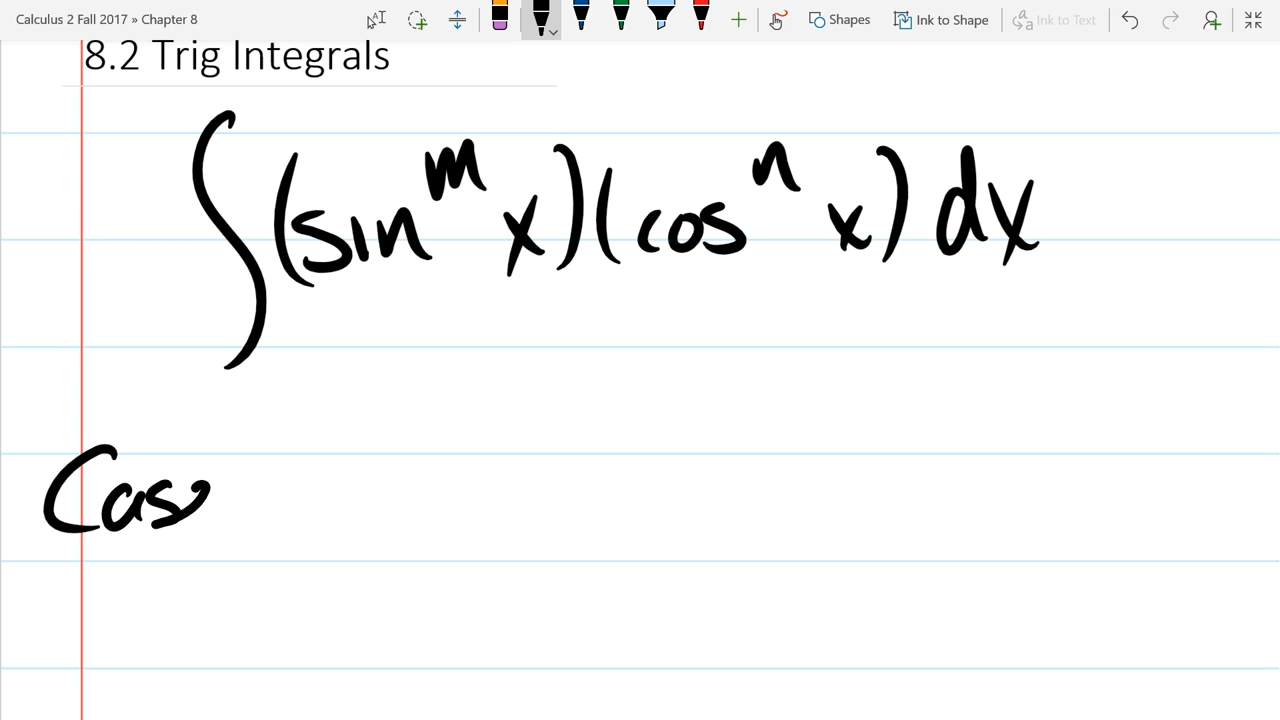 Calculus 2 Fall 2017 » Chapter 8
Shapes
Ink to Shape
Ink to Text
8.2 Trig Integrals
∫(sin^m x)(cos^n x) dx
Cas